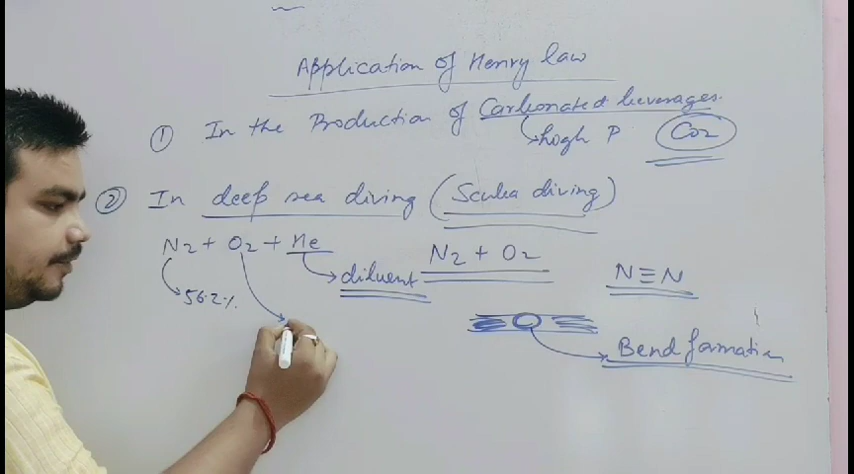 Application of Henry law
① In the Production of Carbonated beverages.
high P CO2
② In deep sea diving (Scuba diving)
N2 + O2 + He
diluent
56.2%
N2 + O2
N≡N
Bend formation